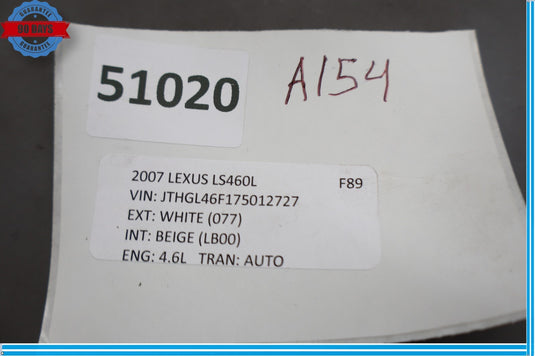 GUARANTEE
90 DAYS
GUARANTEE
51020
A154
2007 LEXUS LS460L F89
VIN: JTHGL46F175012727
EXT: WHITE (077)
INT: BEIGE (LB00)
ENG: 4.6L TRAN: AUTO